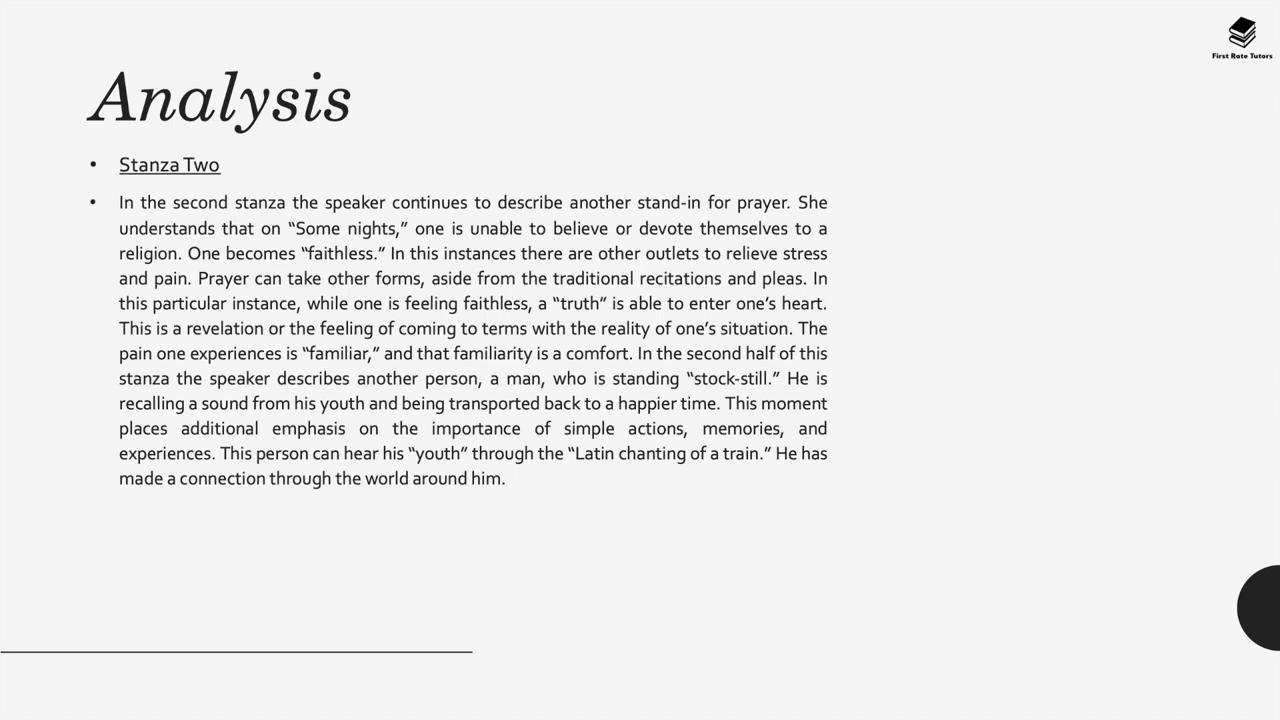 First Rate Tutors
Analysis
• Stanza Two
• In the second stanza the speaker continues to describe another stand-in for prayer. She
understands that on “Some nights,” one is unable to believe or devote themselves to a
religion. One becomes “faithless.” In this instances there are other outlets to relieve stress
and pain. Prayer can take other forms, aside from the traditional recitations and pleas. In
this particular instance, while one is feeling faithless, a “truth” is able to enter one’s heart.
This is a revelation or the feeling of coming to terms with the reality of one’s situation. The
pain one experiences is “familiar,” and that familiarity is a comfort. In the second half of this
stanza the speaker describes another person, a man, who is standing “stock-still.” He is
recalling a sound from his youth and being transported back to a happier time. This moment
places additional emphasis on the importance of simple actions, memories, and
experiences. This person can hear his “youth” through the “Latin chanting of a train.” He has
made a connection through the world around him.